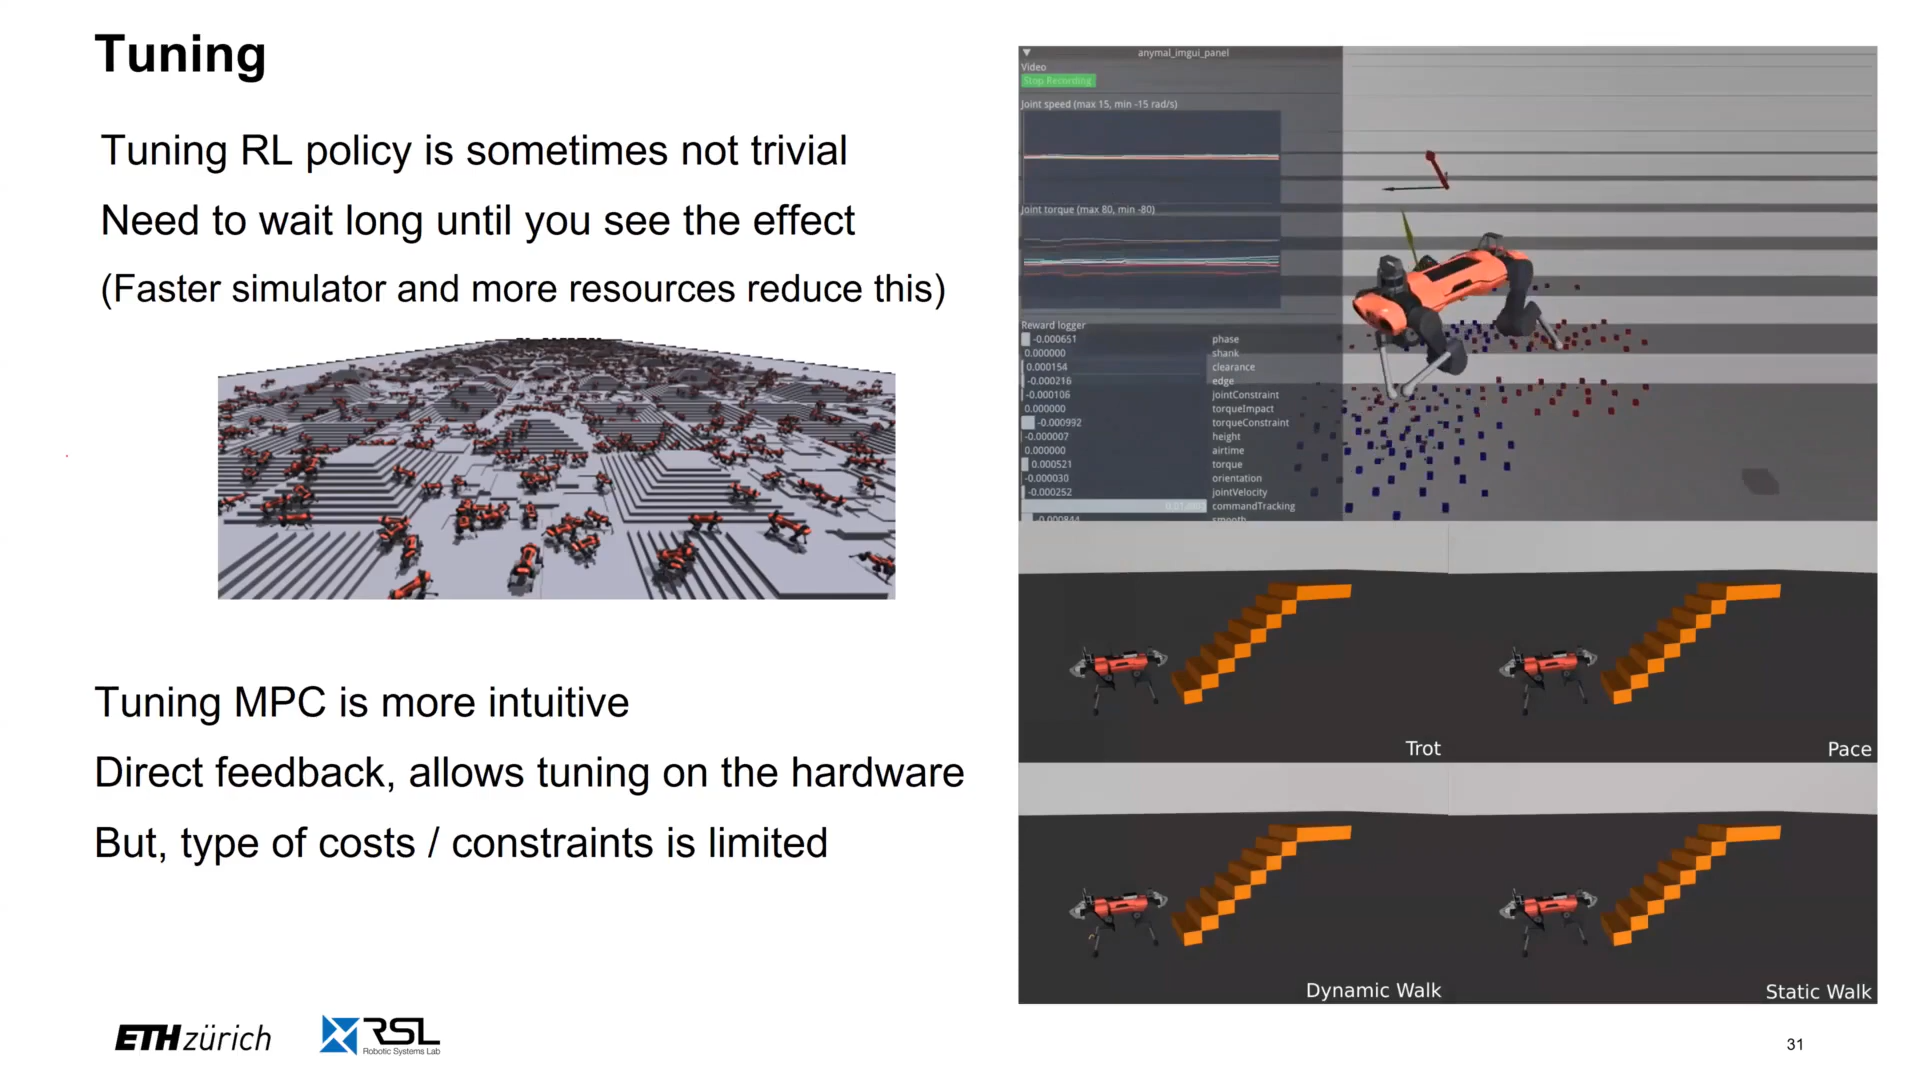 Tuning
Tuning RL policy is sometimes not trivial
Need to wait long until you see the effect
(Faster simulator and more resources reduce this)
Tuning MPC is more intuitive
Direct feedback, allows tuning on the hardware
But, type of costs / constraints is limited
anymal_imgui_panel
Video
Stop Recording
Joint speed (max 15, min -15 rad/s)
Joint torque (max 80, min -80)
Reward logger
-0.000651 phase
0.000000 shank
0.000154 clearance
-0.000216 edge
-0.000106 jointConstraint
0.000000 torqueImpact
-0.000992 torqueConstraint
-0.000007 height
0.000000 airtime
0.000521 torque
-0.000030 orientation
-0.000252 jointVelocity
commandTracking
-0.000844 smooth
Trot
Pace
Dynamic Walk
Static Walk
ETH zürich
RSL
Robotic Systems Lab
31